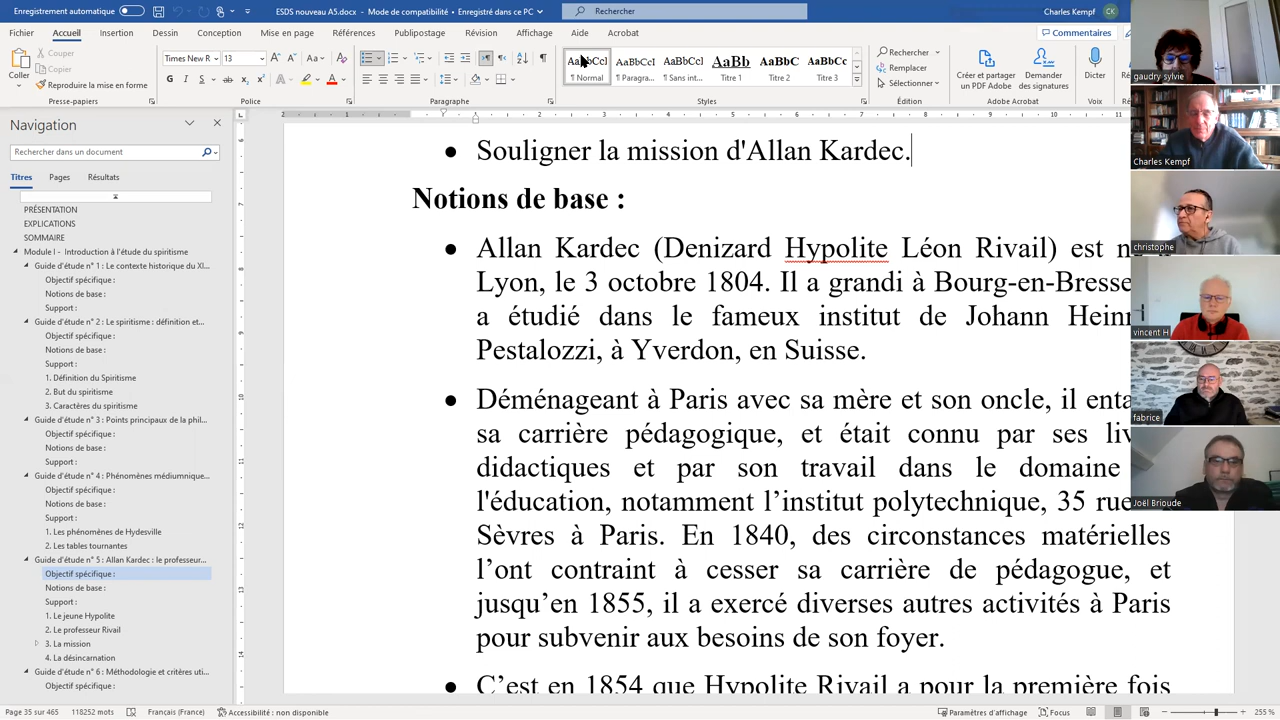 Enregistrement automatique
ESDS nouveau A5.docx - Mode de compatibilité - Enregistré dans ce PC
Rechercher
Charles Kempf
CK
Fichier Accueil Insertion Dessin Conception Mise en page Références Publipostage Révision Affichage Aide Acrobat
Commentaires
Coller
Couper
Copier
Reproduire la mise en forme
Presse-papiers
Times New R
13
Police
Paragraphe
AaBbCcI AaBbCcI AaBbCcI AaBb AaBbC AaBbCc
¶ Normal ¶ Paragra... ¶ Sans int... Titre 1 Titre 2 Titre 3
Styles
Rechercher
Remplacer
Sélectionner
Édition
Créer et partager un PDF Adobe
Demander des signatures
Adobe Acrobat
Dicter
Voix
Navigation
Rechercher dans un document
Titres Pages Résultats
PRÉSENTATION
EXPLICATIONS
SOMMAIRE
Module I - Introduction à l'étude du spiritisme
Guide d'étude n° 1 : Le contexte historique du XI...
Objectif spécifique :
Notions de base :
Support :
Guide d'étude n° 2 : Le spiritisme : définition et...
Objectif spécifique :
Notions de base :
Support :
1. Définition du Spiritisme
2. But du spiritisme
3. Caractères du spiritisme
Guide d'étude n° 3 : Points principaux de la phil...
Objectif spécifique :
Notions de base :
Support :
Guide d'étude n° 4 : Phénomènes médiumnique...
Objectif spécifique :
Notions de base :
Support :
1. Les phénomènes de Hydesville
2. Les tables tournantes
Guide d'étude n° 5 : Allan Kardec : le professeur...
Objectif spécifique :
Notions de base :
Support :
1. Le jeune Hypolite
2. Le professeur Rivail
3. La mission
4. La désincarnation
Guide d'étude n° 6 : Méthodologie et critères uti...
Objectif spécifique :
• Souligner la mission d'Allan Kardec.
Notions de base :
• Allan Kardec (Denizard Hypolite Léon Rivail) est
Lyon, le 3 octobre 1804. Il a grandi à Bourg-en-Bresse
a étudié dans le fameux institut de Johann Hein
Pestalozzi, à Yverdon, en Suisse.
• Déménageant à Paris avec sa mère et son oncle, il enta
sa carrière pédagogique, et était connu par ses liv
didactiques et par son travail dans le domaine
l'éducation, notamment l’institut polytechnique, 35 rue
Sèvres à Paris. En 1840, des circonstances matérielles
l’ont contraint à cesser sa carrière de pédagogue, et
jusqu’en 1855, il a exercé diverses autres activités à Paris
pour subvenir aux besoins de son foyer.
• C’est en 1854 que Hypolite Rivail a pour la première fois
gaudry sylvie
Charles Kempf
christophe
vincent H
fabrice
Joël Brioude
Page 35 sur 465 118252 mots Français (France) Accessibilité : non disponible
Paramètres d'affichage Focus 255 %